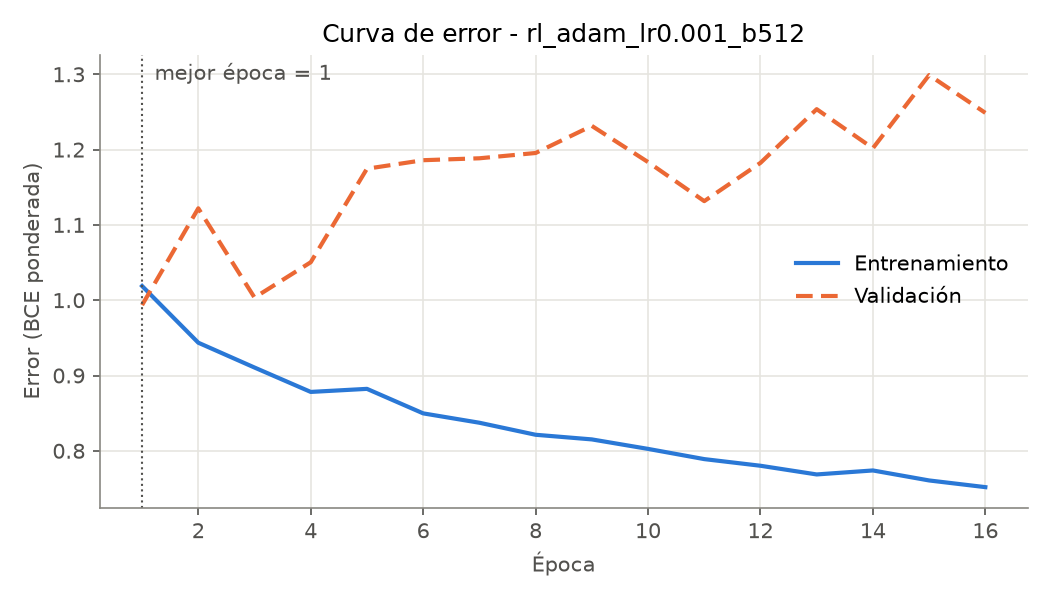 Curva de error - rl_adam_lr0.001_b512
mejor época = 1
1.3
1.2
1.1
1.0
0.9
0.8
Error (BCE ponderada)
Entrenamiento
Validación
2 4 6 8 10 12 14 16
Época